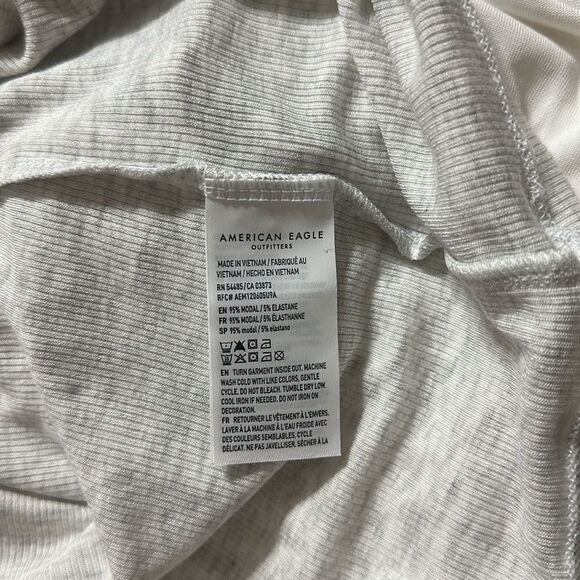 AMERICAN EAGLE
OUTFITTERS
MADE IN VIETNAM / FABRIQUÉ AU
VIETNAM / HECHO EN VIETNAM
RN 54485/ CA 03873
RFC# AEM120605U9A
EN 95% MODAL / 5% ELASTANE
FR 95% MODAL / 5% ÉLASTHANNE
SP 95% modal / 5% elastano
EN TURN GARMENT INSIDE OUT. MACHINE
WASH COLD WITH LIKE COLORS, GENTLE
CYCLE. DO NOT BLEACH. TUMBLE DRY LOW.
COOL IRON IF NEEDED. DO NOT IRON ON
DECORATION.
FR RETOURNER LE VÊTEMENT À L'ENVERS.
LAVER À LA MACHINE À L'EAU FROIDE AVEC
DES COULEURS SEMBLABLES, CYCLE
DÉLICAT. NE PAS JAVELLISER. SÉCHER À LA